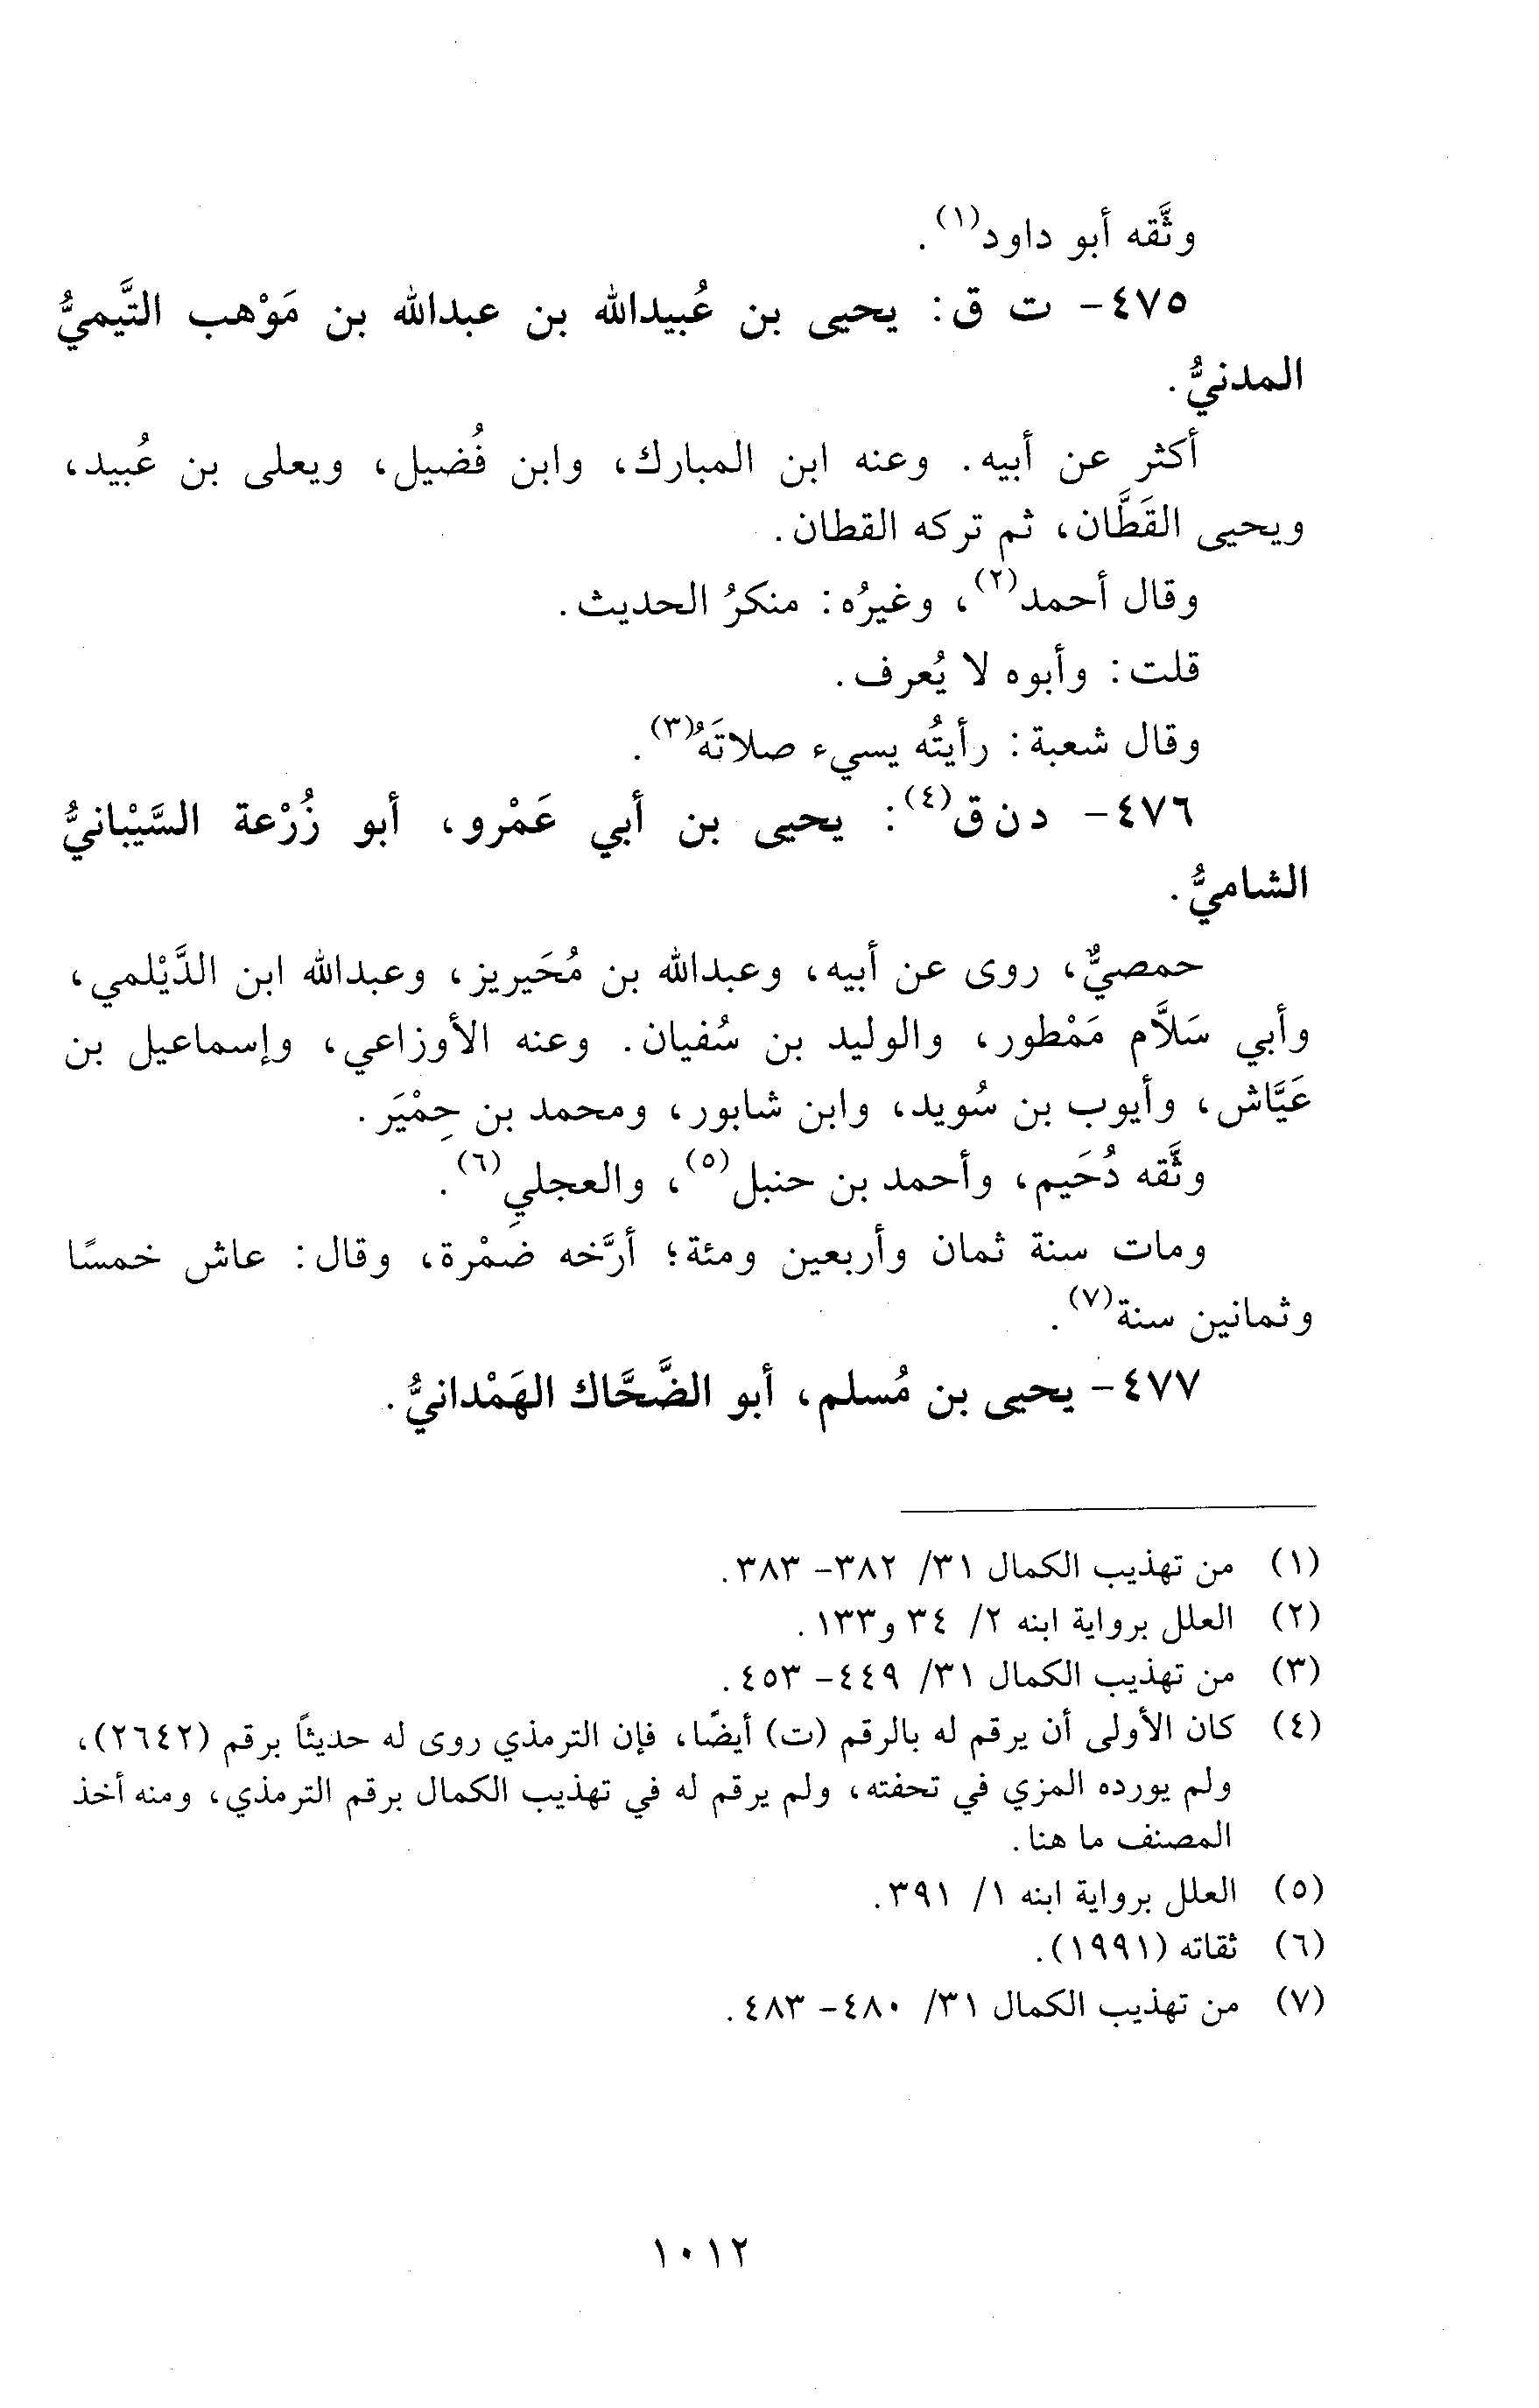 وثَّقه أبو داود(١).
٤٧٥- ت ق: يحيى بن عُبيدالله بن عبدالله بن مَوْهب التَّيميُّ
المدنيُّ.
أكثر عن أبيه. وعنه ابن المبارك، وابن فُضيل، ويعلى بن عُبيد،
ويحيى القَطَّان، ثم تركه القطان.
وقال أحمد(٢)، وغيرُه: منكرُ الحديث.
قلت: وأبوه لا يُعرف.
وقال شعبة: رأيتُه يسيء صلاتَهُ(٣).
٤٧٦- د ن ق(٤): يحيى بن أبي عَمْرو، أبو زُرْعة السَّيْبانيُّ
الشاميُّ.
حمصيٌّ، روى عن أبيه، وعبدالله بن مُحَيريز، وعبدالله ابن الدَّيْلمي،
وأبي سَلاَّم مَمْطور، والوليد بن سُفيان. وعنه الأوزاعي، وإسماعيل بن
عَيَّاش، وأيوب بن سُويد، وابن شابور، ومحمد بن حِمْيَر.
وثَّقه دُحَيم، وأحمد بن حنبل(٥)، والعجلي(٦).
ومات سنة ثمان وأربعين ومئة؛ أرَّخه ضمْرة، وقال: عاش خمسًا
وثمانين سنة(٧).
٤٧٧- يحيى بن مُسلم، أبو الضَّحَّاك الهَمْدانيُّ.
(١) من تهذيب الكمال ٣١/ ٣٨٢- ٣٨٣.
(٢) العلل برواية ابنه ٢/ ٣٤ و١٣٣.
(٣) من تهذيب الكمال ٣١/ ٤٤٩- ٤٥٣.
(٤) كان الأولى أن يرقم له بالرقم (ت) أيضًا، فإن الترمذي روى له حديثاً برقم (٢٦٤٢)،
ولم يورده المزي في تحفته، ولم يرقم له في تهذيب الكمال برقم الترمذي، ومنه أخذ
المصنف ما هنا.
(٥) العلل برواية ابنه ١/ ٣٩١.
(٦) ثقاته (١٩٩١).
(٧) من تهذيب الكمال ٣١/ ٤٨٠- ٤٨٣.
١٠١٢